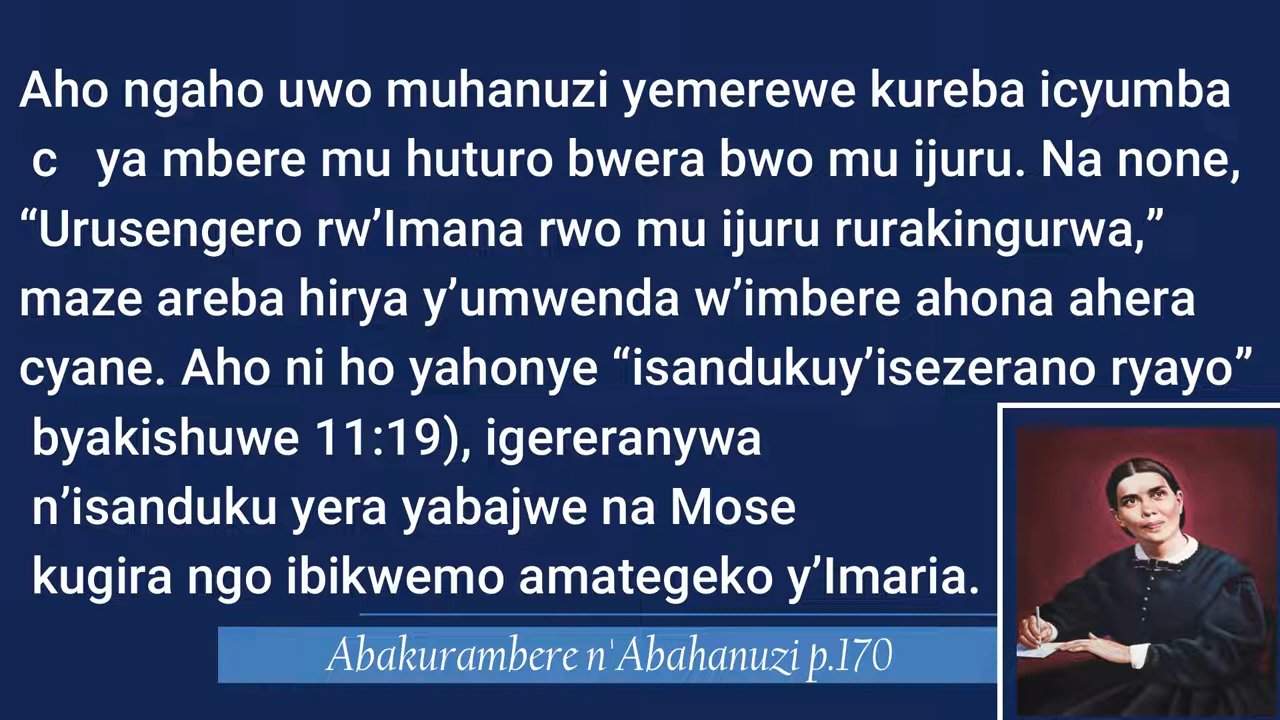 Aho ngaho uwo muhanuzi yemerewe kureba icyumba
c ya mbere mu huturo bwera bwo mu ijuru. Na none,
“Urusengero rw’Imana rwo mu ijuru rurakingurwa,”
maze areba hirya y’umwenda w’imbere ahona ahera
cyane. Aho ni ho yahonye “isandukuy’isezerano ryayo”
byakishuwe 11:19), igereranywa
n’isanduku yera yabajwe na Mose
kugira ngo ibikwemo amategeko y’Imaria.
Abakurambere n'Abahanuzi p.170